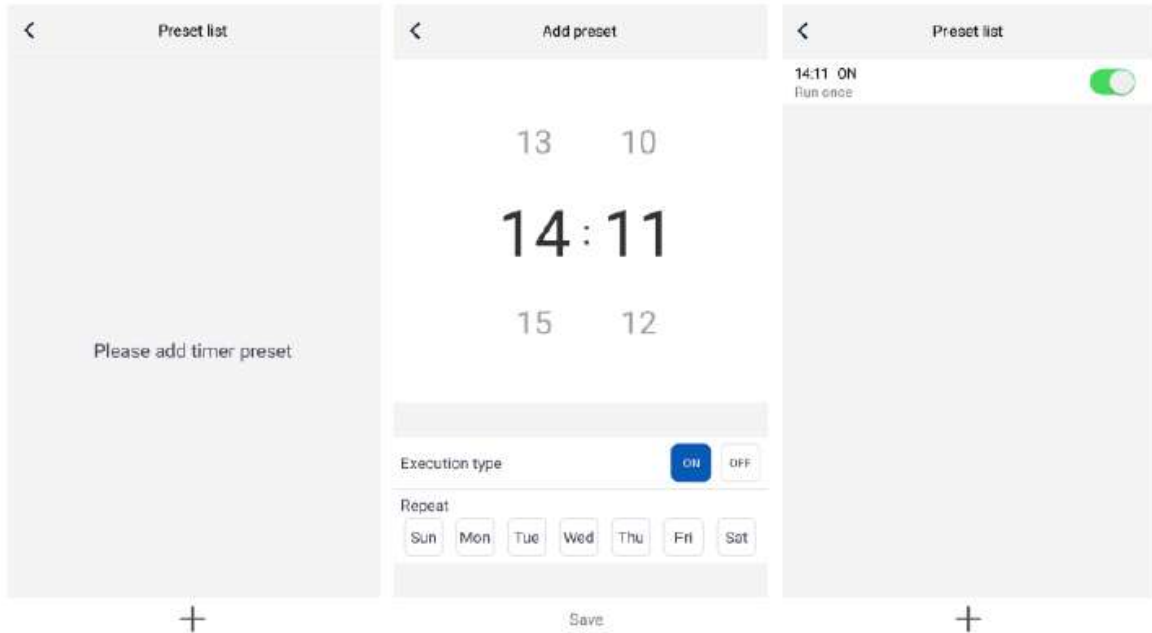 Preset list
Please add timer preset
+
Add preset
13 10
14 : 11
15 12
Execution type ON OFF
Repeat
Sun Mon Tue Wed Thu Fri Sat
Save
Preset list
14:11 ON
Run once
+